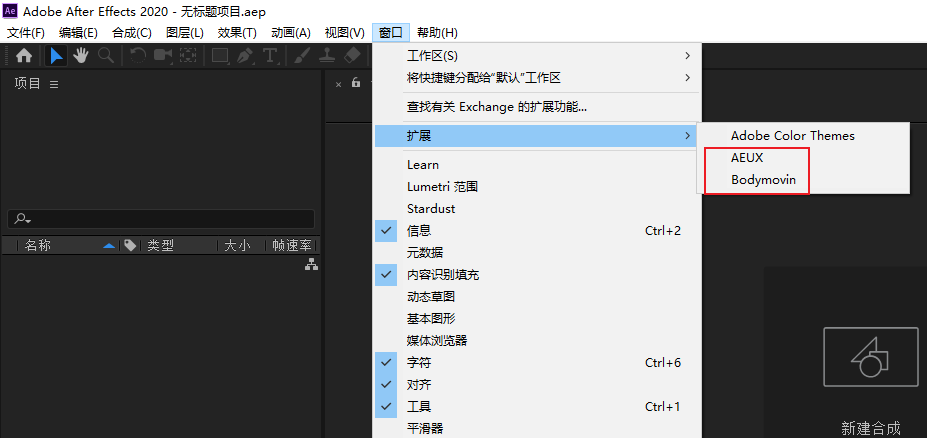 Ae Adobe After Effects 2020 - 无标题项目.aep
文件(F) 编辑(E) 合成(C) 图层(L) 效果(T) 动画(A) 视图(V) 窗口 帮助(H)
工作区(S)
项目
将快捷键分配给“默认”工作区
查找有关 Exchange 的扩展功能...
扩展
Adobe Color Themes
AEUX
Bodymovin
Learn
Lumetri 范围
Stardust
信息 Ctrl+2
名称 类型 大小 帧速率
元数据
内容识别填充
动态草图
基本图形
媒体浏览器
字符 Ctrl+6
对齐
工具 Ctrl+1
平滑器
新建合成